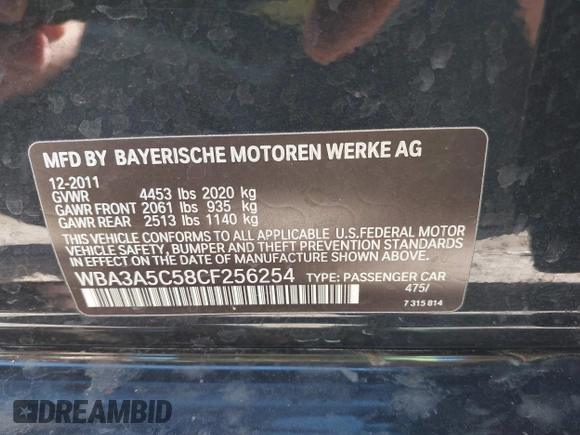 MFD BY BAYERISCHE MOTOREN WERKE AG
12-2011
GVWR 4453 lbs 2020 kg
GAWR FRONT 2061 lbs 935 kg
GAWR REAR 2513 lbs 1140 kg
THIS VEHICLE CONFORMS TO ALL APPLICABLE U.S.FEDERAL MOTOR
VEHICLE SAFETY, BUMPER AND THEFT PREVENTION STANDARDS
IN EFFECT ON THE DATE OF MANUFACTURE SHOWN ABOVE.
WBA3A5C58CF256254 TYPE: PASSENGER CAR
475/
7 315 814
DREAMBID